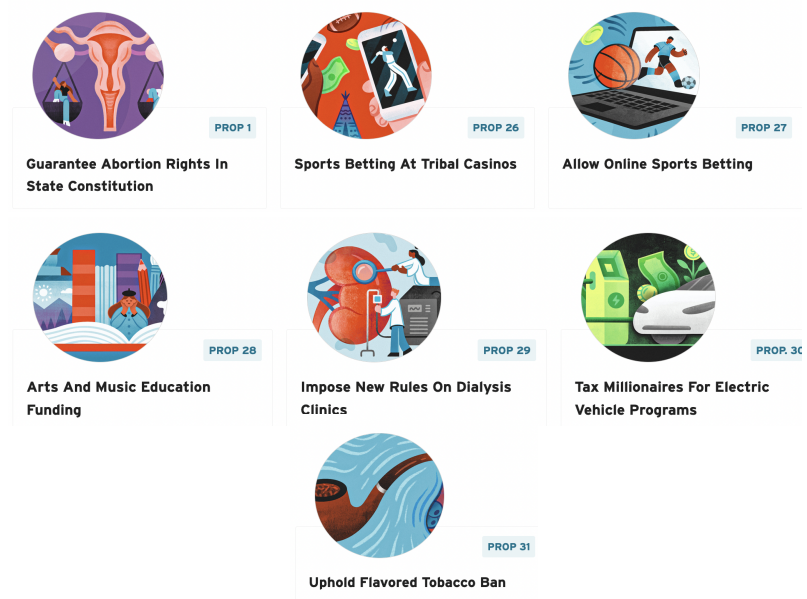 PROP 1
Guarantee Abortion Rights In
State Constitution
PROP 26
Sports Betting At Tribal Casinos
PROP 27
Allow Online Sports Betting
PROP 28
Arts And Music Education
Funding
PROP 29
Impose New Rules On Dialysis
Clinics
PROP. 30
Tax Millionaires For Electric
Vehicle Programs
PROP 31
Uphold Flavored Tobacco Ban